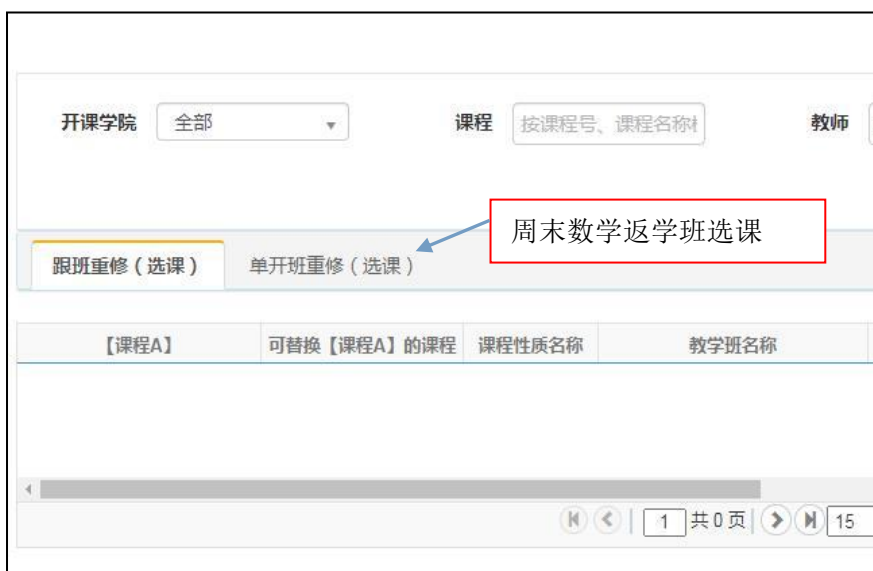 开课学院 全部 课程 按课程号、课程名称 教师
周末数学返学班选课
跟班重修（选课） 单开班重修（选课）
【课程A】 可替换【课程A】的课程 课程性质名称 教学班名称
1 共 0 页 15